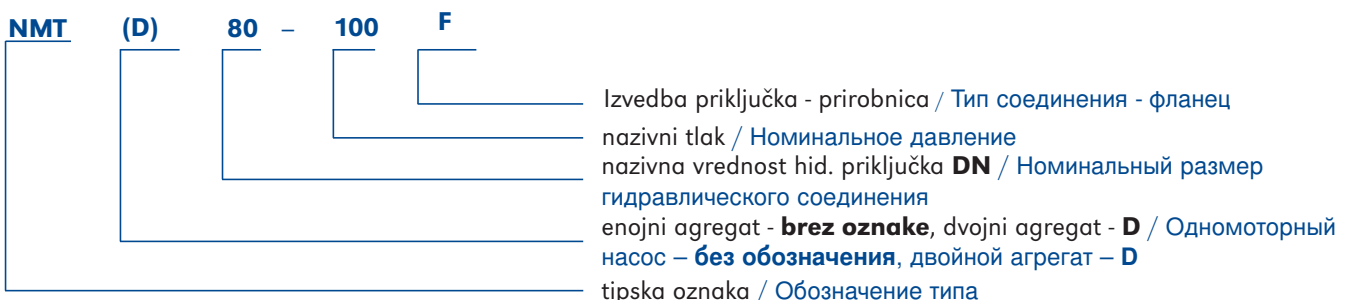 NMT (D) 80 – 100 F
Izvedba priključka - prirobnica / Тип соединения - фланец
nazivni tlak / Номинальное давление
nazivna vrednost hid. priključka DN / Номинальный размер
гидравлического соединения
enojni agregat - brez oznake, dvojni agregat - D / Одномоторный
насос – без обозначения, двойной агрегат – D
tipska oznaka / Обозначение типа